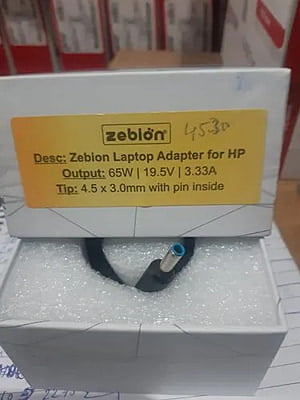 zebion 4530
Desc: Zebion Laptop Adapter for HP
Output: 65W | 19.5V | 3.33A
Tip: 4.5 x 3.0mm with pin inside